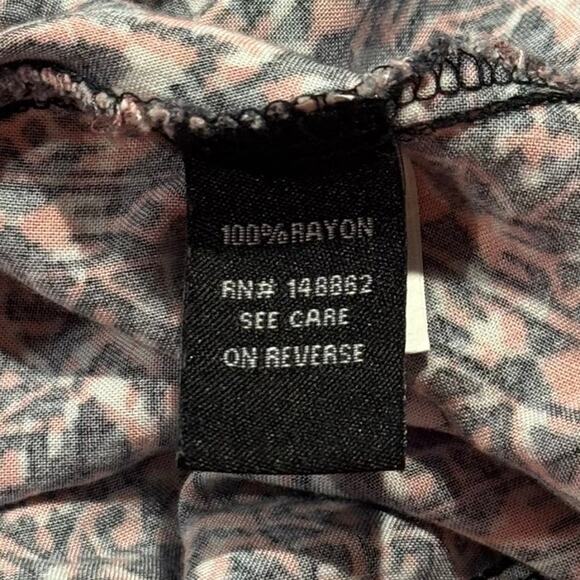 100%RAYON
RN# 148862
SEE CARE
ON REVERSE